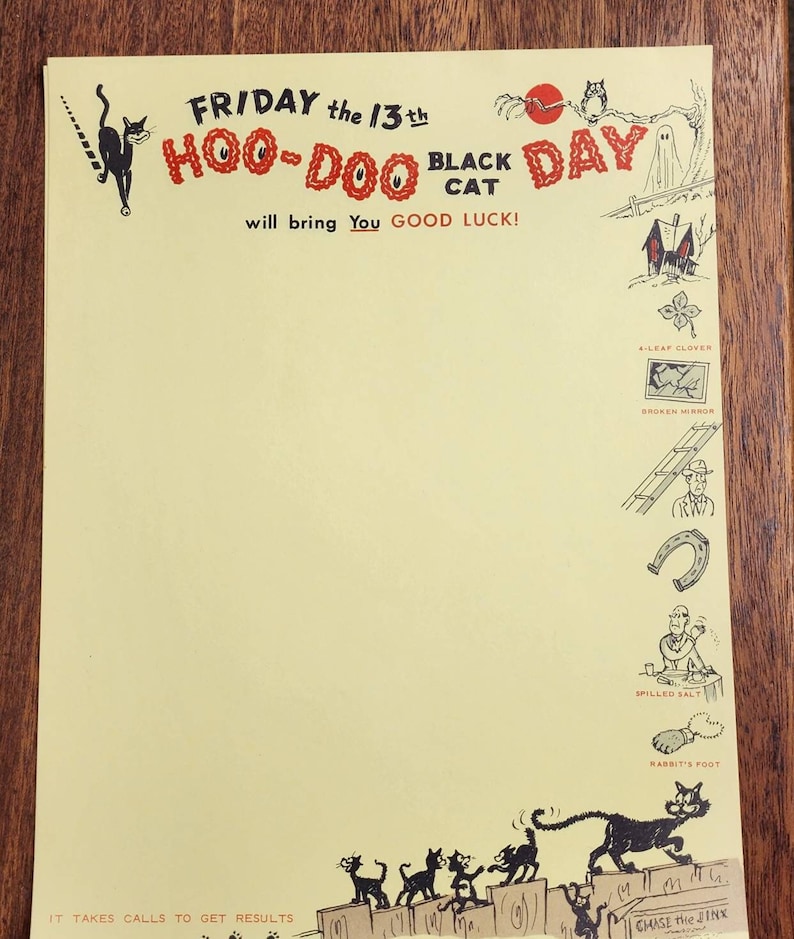 FRIDAY the 13th
HOO-DOO BLACK CAT DAY
will bring You GOOD LUCK!
4-LEAF CLOVER
BROKEN MIRROR
SPILLED SALT
RABBIT'S FOOT
CHASE the JINX
IT TAKES CALLS TO GET RESULTS